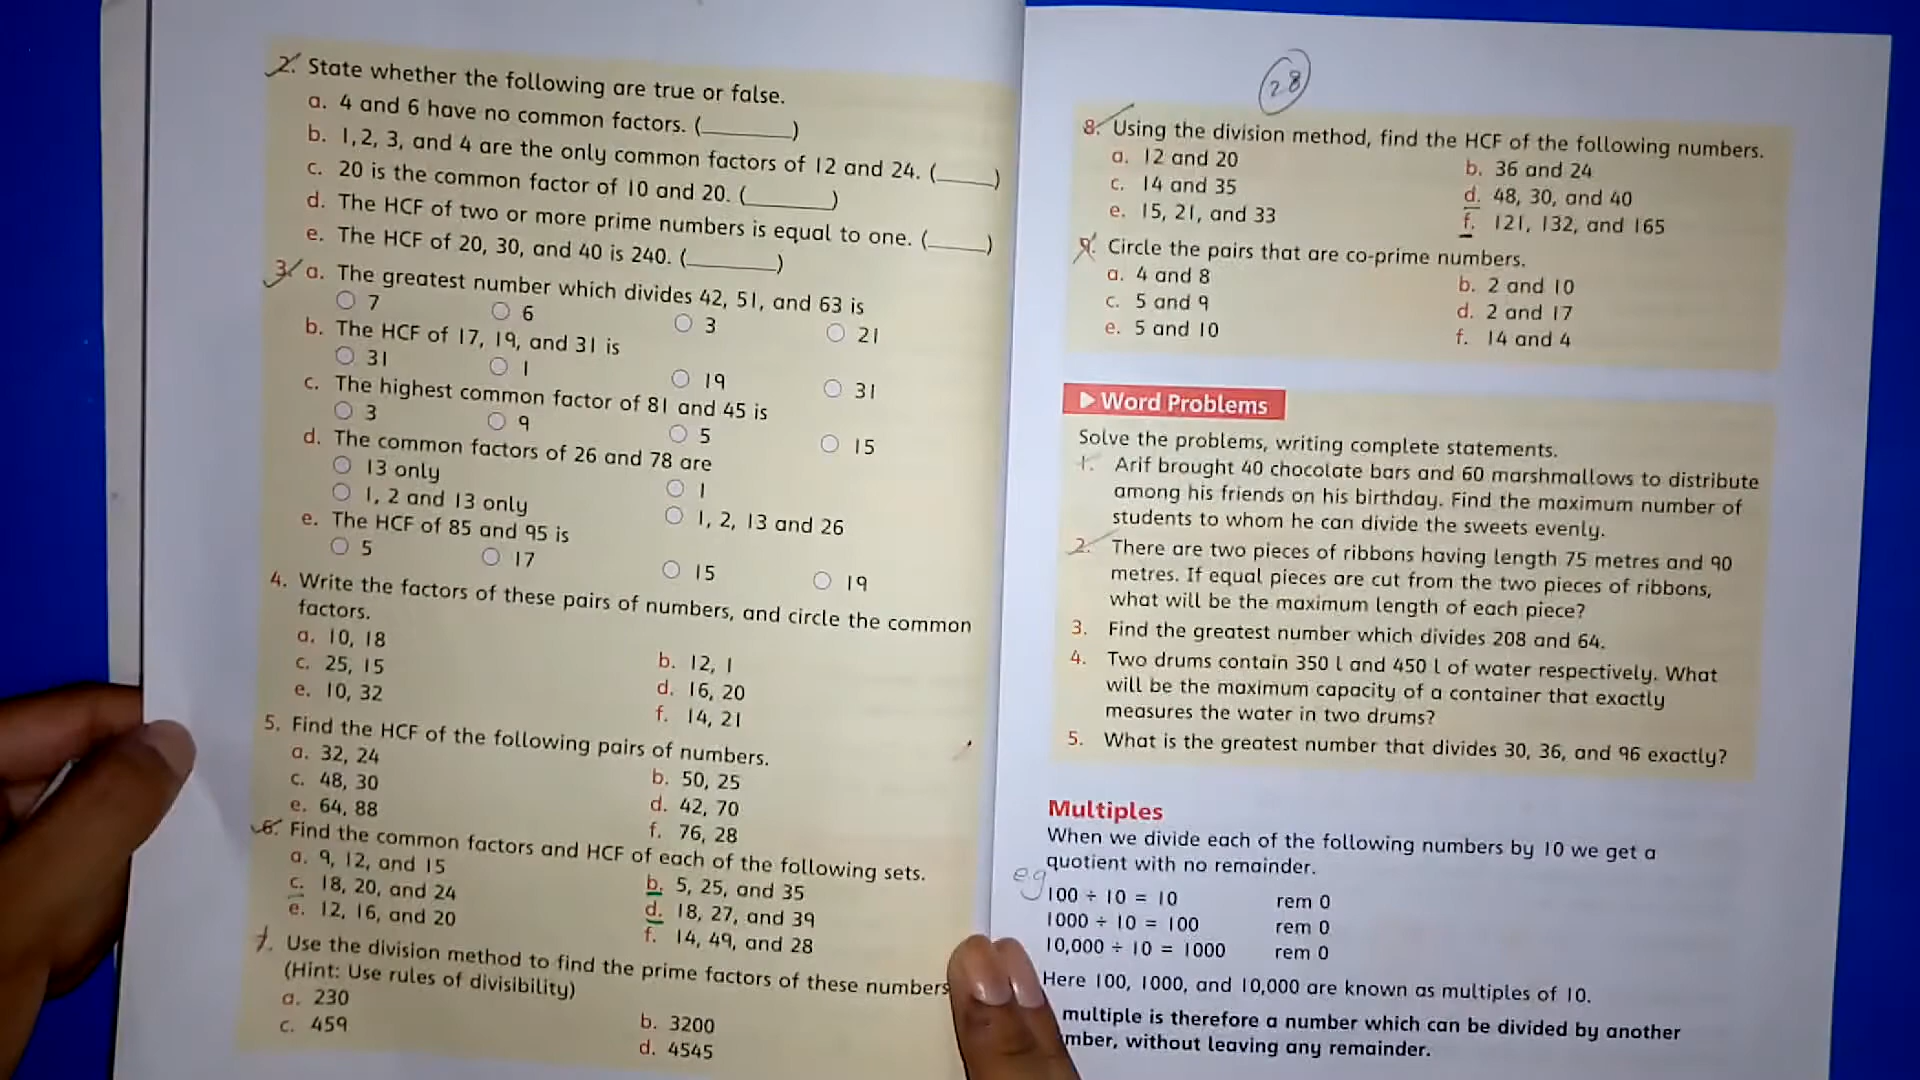 2. State whether the following are true or false.
a. 4 and 6 have no common factors. (________)
b. 1, 2, 3, and 4 are the only common factors of 12 and 24. (_____)
c. 20 is the common factor of 10 and 20. (________)
d. The HCF of two or more prime numbers is equal to one. (_____)
e. The HCF of 20, 30, and 40 is 240. (________)
3. a. The greatest number which divides 42, 51, and 63 is
7 6 3 21
b. The HCF of 17, 19, and 31 is
31 1 19 31
c. The highest common factor of 81 and 45 is
3 9 5 15
d. The common factors of 26 and 78 are
13 only 1
1, 2 and 13 only 1, 2, 13 and 26
e. The HCF of 85 and 95 is
5 17 15 19
4. Write the factors of these pairs of numbers, and circle the common
factors.
a. 10, 18 b. 12, 1
c. 25, 15 d. 16, 20
e. 10, 32 f. 14, 21
5. Find the HCF of the following pairs of numbers.
a. 32, 24 b. 50, 25
c. 48, 30 d. 42, 70
e. 64, 88 f. 76, 28
6. Find the common factors and HCF of each of the following sets.
a. 9, 12, and 15 b. 5, 25, and 35
c. 18, 20, and 24 d. 18, 27, and 39
e. 12, 16, and 20 f. 14, 49, and 28
7. Use the division method to find the prime factors of these numbers
(Hint: Use rules of divisibility)
a. 230 b. 3200
c. 459 d. 4545
28
8. Using the division method, find the HCF of the following numbers.
a. 12 and 20 b. 36 and 24
c. 14 and 35 d. 48, 30, and 40
e. 15, 21, and 33 f. 121, 132, and 165
9. Circle the pairs that are co-prime numbers.
a. 4 and 8 b. 2 and 10
c. 5 and 9 d. 2 and 17
e. 5 and 10 f. 14 and 4
Word Problems
Solve the problems, writing complete statements.
1. Arif brought 40 chocolate bars and 60 marshmallows to distribute
among his friends on his birthday. Find the maximum number of
students to whom he can divide the sweets evenly.
2. There are two pieces of ribbons having length 75 metres and 90
metres. If equal pieces are cut from the two pieces of ribbons,
what will be the maximum length of each piece?
3. Find the greatest number which divides 208 and 64.
4. Two drums contain 350 l and 450 l of water respectively. What
will be the maximum capacity of a container that exactly
measures the water in two drums?
5. What is the greatest number that divides 30, 36, and 96 exactly?
Multiples
When we divide each of the following numbers by 10 we get a
quotient with no remainder.
e.g
100 ÷ 10 = 10 rem 0
1000 ÷ 10 = 100 rem 0
10,000 ÷ 10 = 1000 rem 0
Here 100, 1000, and 10,000 are known as multiples of 10.
multiple is therefore a number which can be divided by another
mber, without leaving any remainder.